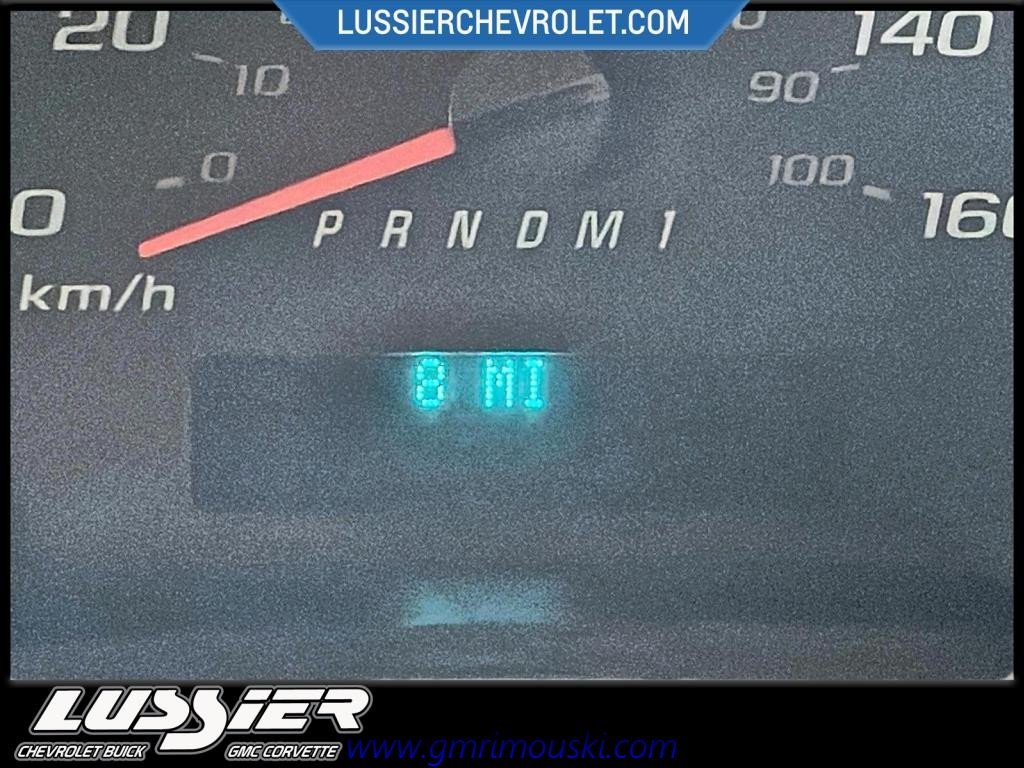 LUSSIERCHEVROLET.COM
20
140
10
90
0
100
0
160
P R N D M 1
km/h
8 MI
LUSSIER
CHEVROLET BUICK GMC CORVETTE
www.gmrimouski.com